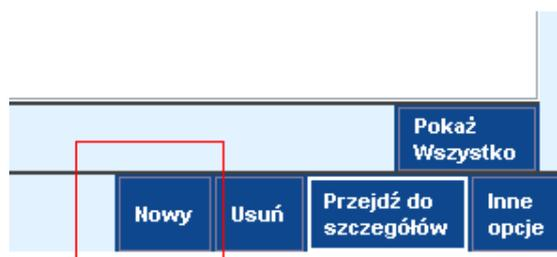 Pokaż
Wszystko
Nowy
Usuń
Przejdź do
szczegółów
Inne
opcje